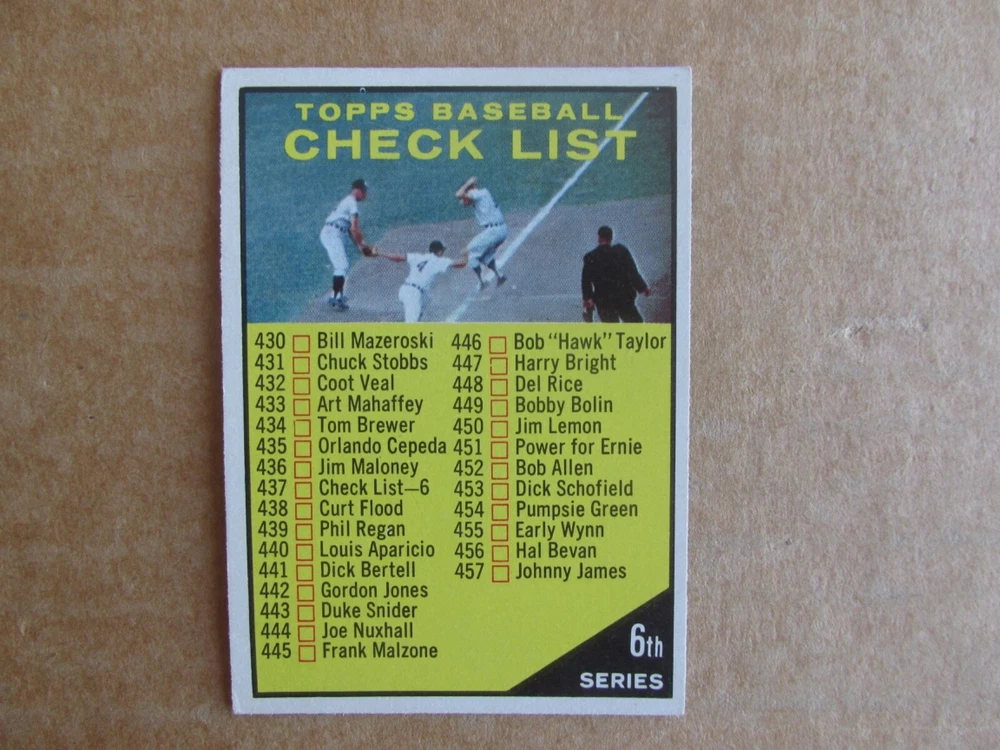 TOPPS BASEBALL
CHECK LIST
4
430 Bill Mazeroski
431 Chuck Stobbs
432 Coot Veal
433 Art Mahaffey
434 Tom Brewer
435 Orlando Cepeda
436 Jim Maloney
437 Check List—6
438 Curt Flood
439 Phil Regan
440 Louis Aparicio
441 Dick Bertell
442 Gordon Jones
443 Duke Snider
444 Joe Nuxhall
445 Frank Malzone
446 Bob "Hawk" Taylor
447 Harry Bright
448 Del Rice
449 Bobby Bolin
450 Jim Lemon
451 Power for Ernie
452 Bob Allen
453 Dick Schofield
454 Pumpsie Green
455 Early Wynn
456 Hal Bevan
457 Johnny James
6th
SERIES